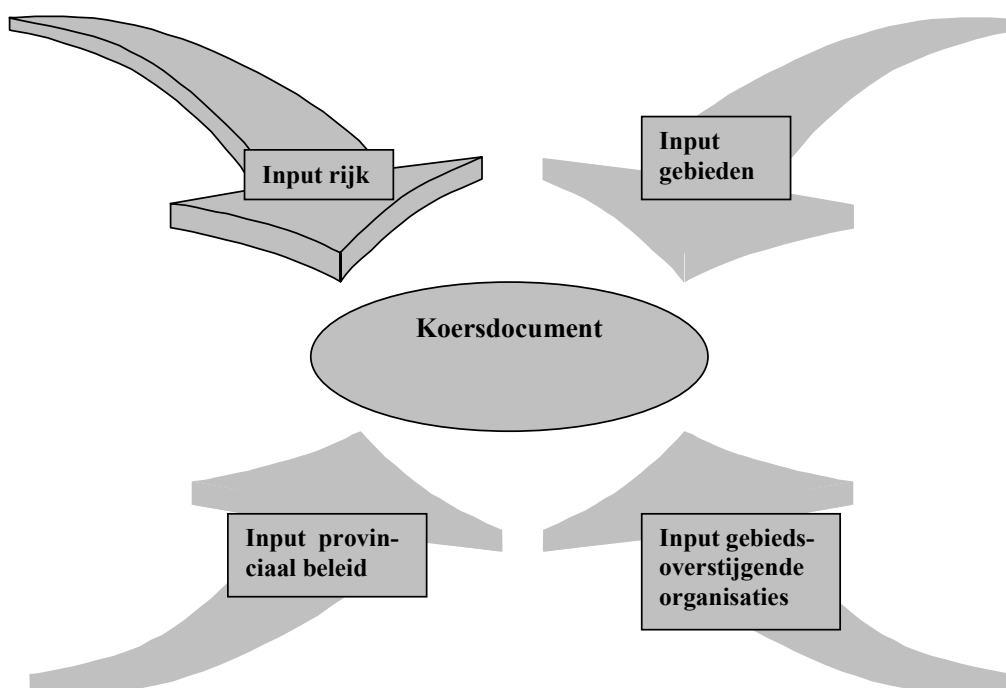 Input rijk
Input
gebieden
Koersdocument
Input provin-
ciaal beleid
Input gebieds-
overstijgende
organisaties